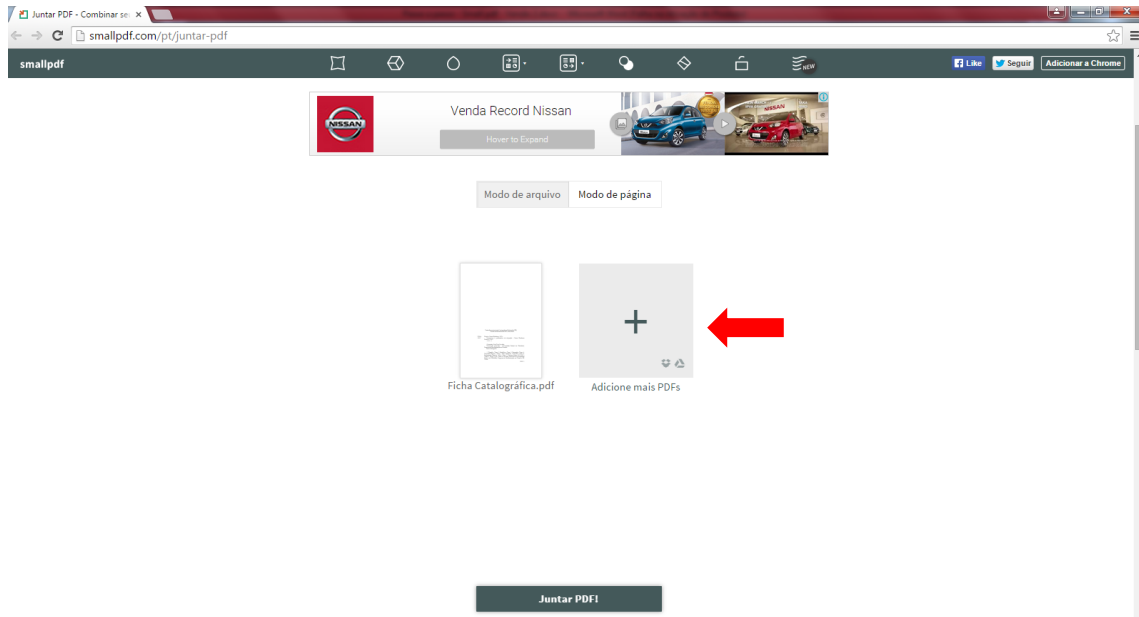 Juntar PDF - Combinar se
smallpdf.com/pt/juntar-pdf
smallpdf
NEW
Like
Seguir
Adicionar a Chrome
NISSAN
Venda Record Nissan
Hover to Expand
NISSAN
Modo de arquivo
Modo de página
Ficha Catalográfica.pdf
Adicione mais PDFs
Juntar PDF!